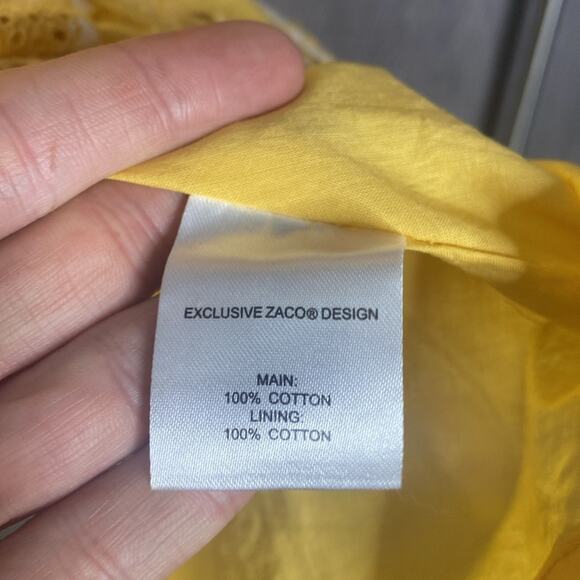 EXCLUSIVE ZACO® DESIGN
MAIN:
100% COTTON
LINING:
100% COTTON